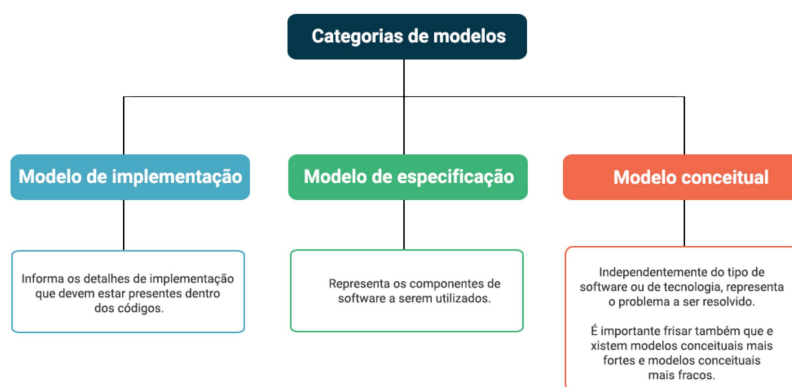 Categorias de modelos
Modelo de implementação
Modelo de especificação
Modelo conceitual
Informa os detalhes de implementação
que devem estar presentes dentro
dos códigos.
Representa os componentes de
software a serem utilizados.
Independentemente do tipo de
software ou de tecnologia, representa
o problema a ser resolvido.
É importante frisar também que e
xistem modelos conceituais mais
fortes e modelos conceituais
mais fracos.